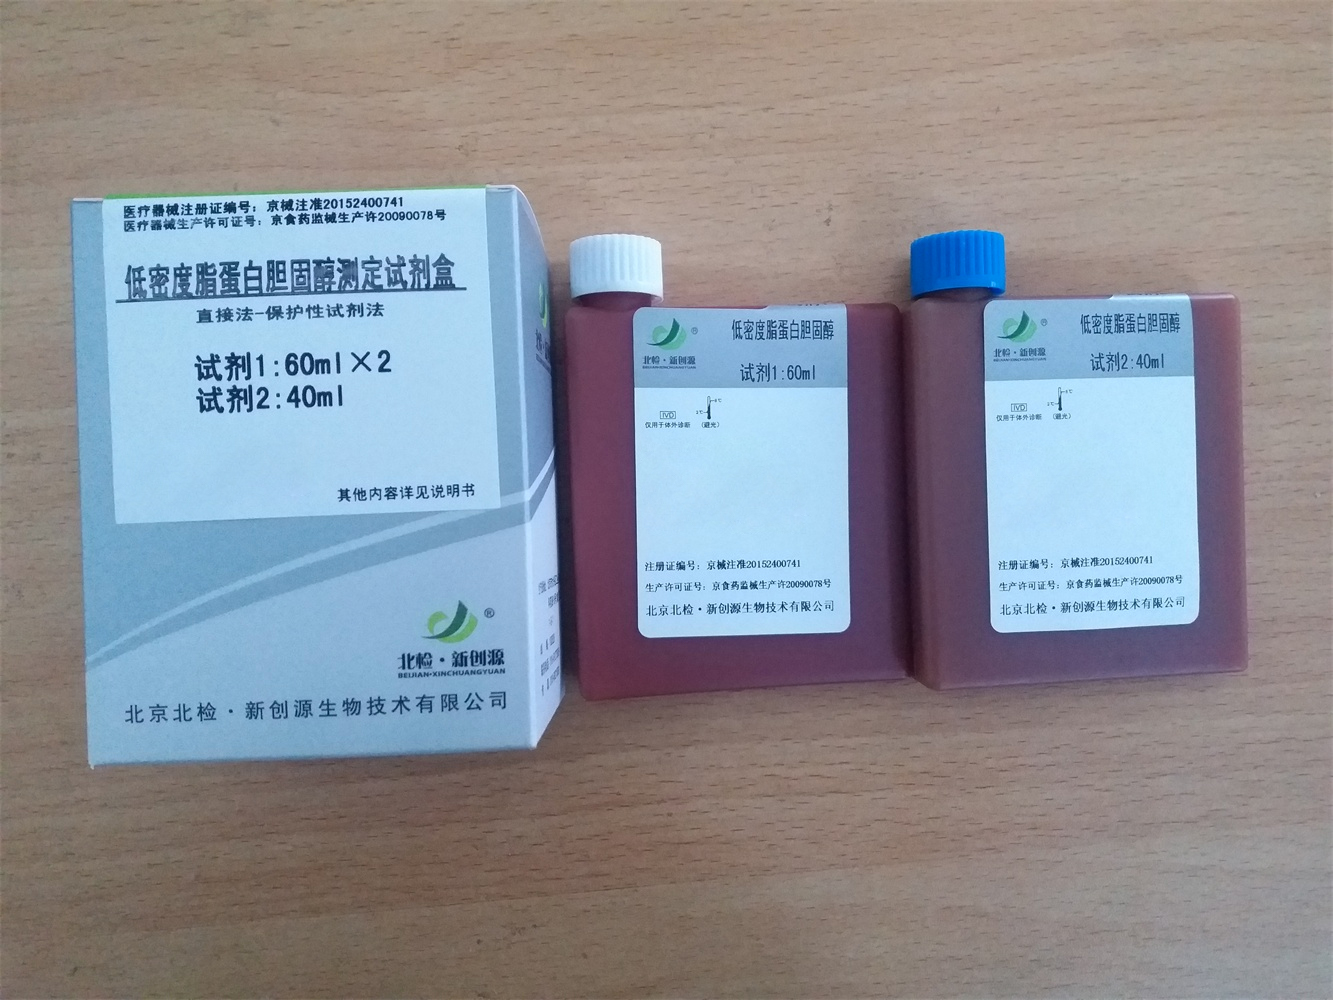 医疗器械注册证编号：京械注准20152400741
医疗器械生产许可证号：京食药监械生产许20090078号
低密度脂蛋白胆固醇测定试剂盒
直接法-保护性试剂法
试剂1:60ml×2
试剂2:40ml
其他内容详见说明书
®
北检·新创源
BEIJIAN·XINCHUANGYUAN
北京北检·新创源生物技术有限公司
®
北检·新创源
BEIJIANXINCHUANGYUAN
低密度脂蛋白胆固醇
试剂1:60ml
IVD
仅用于体外诊断
2℃
8℃
(避光)
注册证编号：京械注准20152400741
生产许可证号：京食药监械生产许20090078号
北京北检·新创源生物技术有限公司
®
北检·新创源
BEIJIANXINCHUANGYUAN
低密度脂蛋白胆固醇
试剂2:40ml
IVD
仅用于体外诊断
2℃
8℃
(避光)
注册证编号：京械注准20152400741
生产许可证号：京食药监械生产许20090078号
北京北检·新创源生物技术有限公司